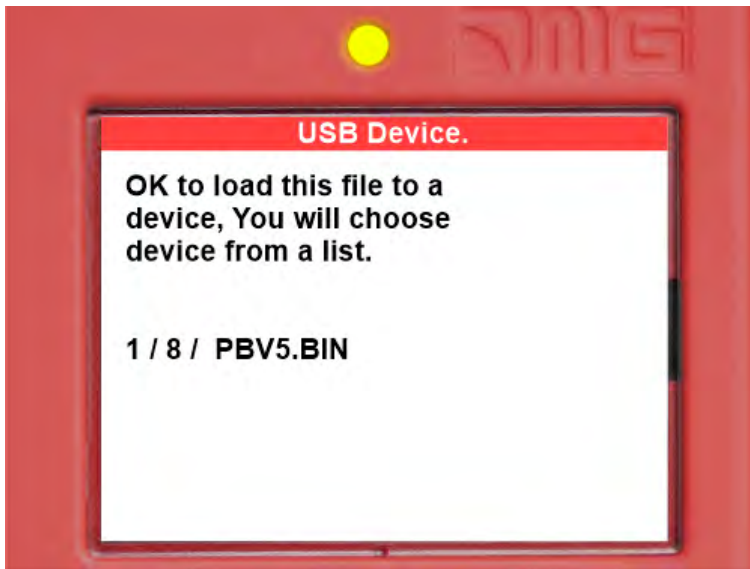 DMG
USB Device.
OK to load this file to a
device, You will choose
device from a list.
1 / 8 / PBV5.BIN